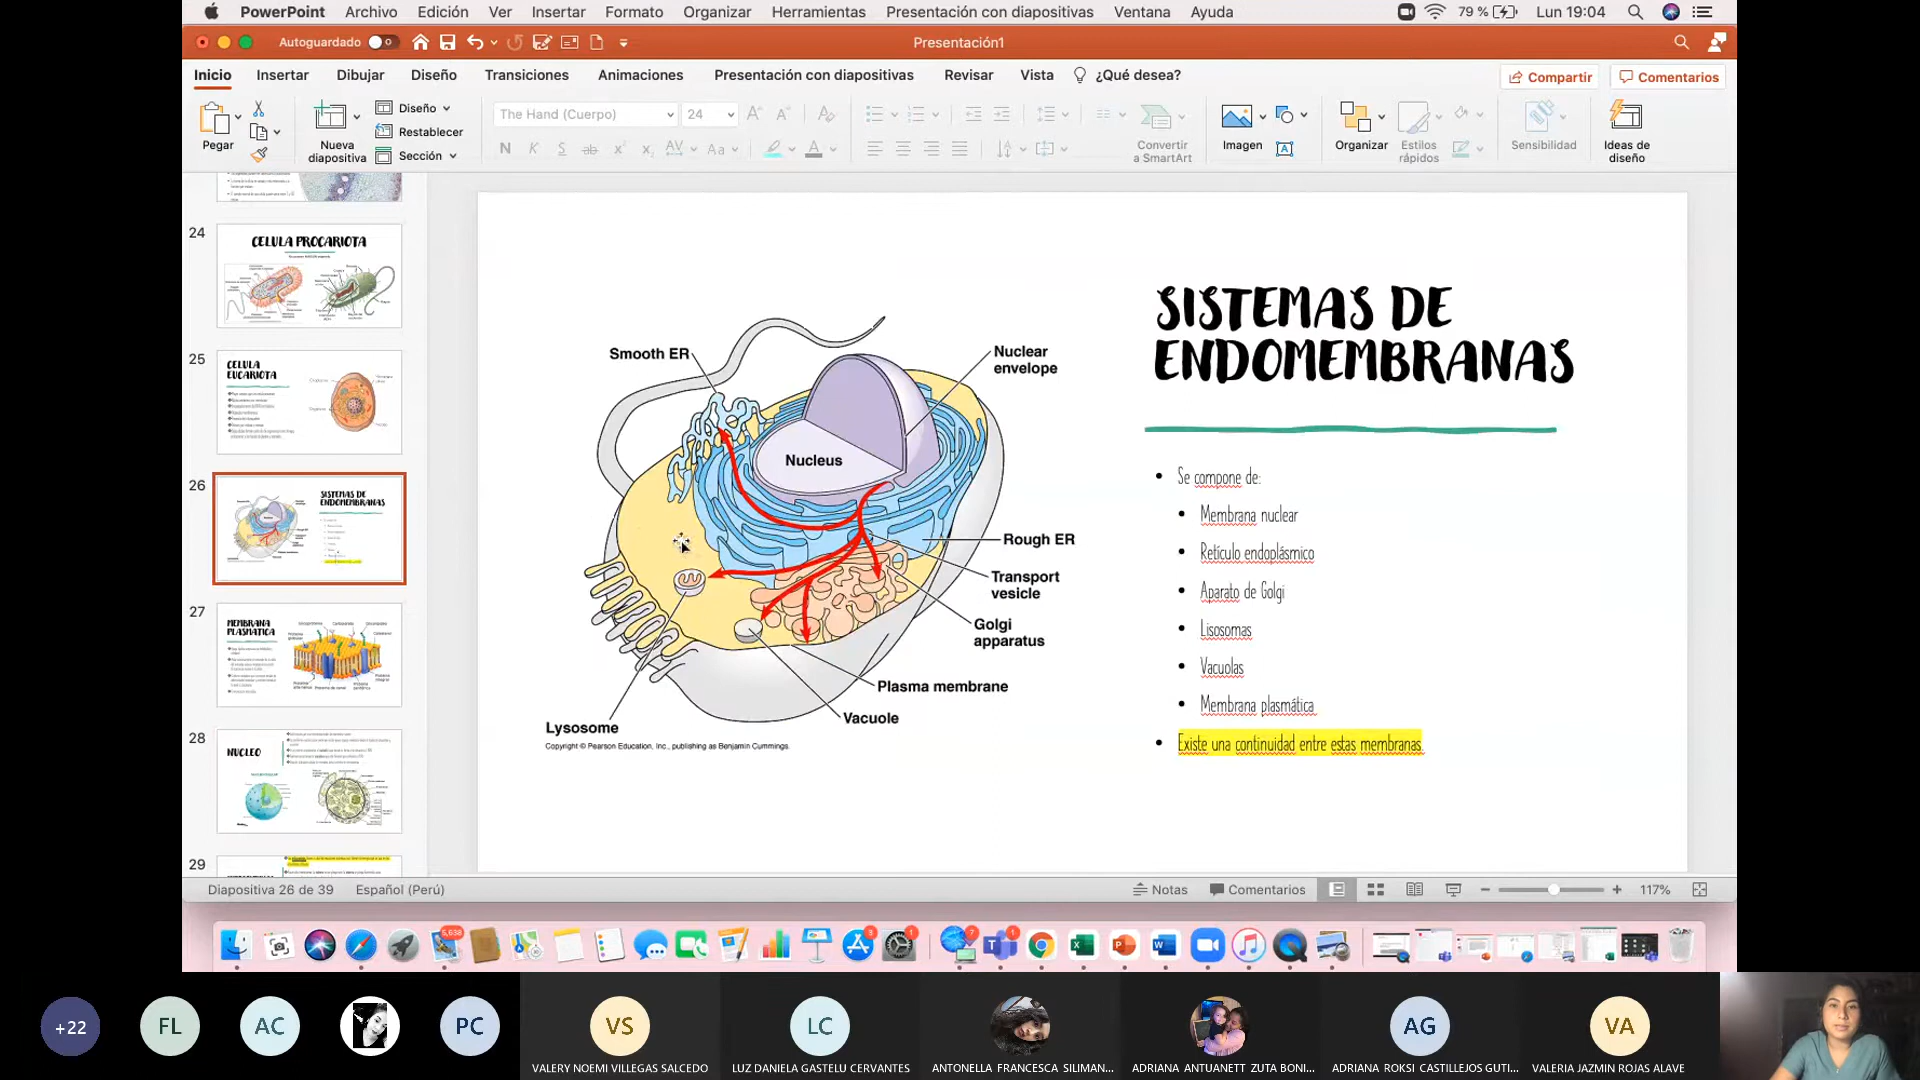 PowerPoint Archivo Edición Ver Insertar Formato Organizar Herramientas Presentación con diapositivas Ventana Ayuda 79 % Lun 19:04
Autoguardado Presentación1
Inicio Insertar Dibujar Diseño Transiciones Animaciones Presentación con diapositivas Revisar Vista ¿Qué desea? Compartir Comentarios
Pegar
Nueva diapositiva
Diseño
Restablecer
Sección
The Hand (Cuerpo) 24
Convertir a SmartArt
Imagen
Organizar
Estilos rápidos
Sensibilidad
Ideas de diseño
24
CELULA PROCARIOTA
25
CELULA
EUCARIOTA
26
SISTEMAS DE
ENDOMEMBRANAS
27
MEMBRANA
PLASMATICA
28
NUCLEO
29
Smooth ER
Nuclear
envelope
Nucleus
Rough ER
Transport
vesicle
Golgi
apparatus
Plasma membrane
Vacuole
Lysosome
Copyright © Pearson Education, Inc., publishing as Benjamin Cummings.
SISTEMAS DE
ENDOMEMBRANAS
• Se compone de:
• Membrana nuclear
• Retículo endoplásmico
• Aparato de Golgi
• Lisosomas
• Vacuolas
• Membrana plasmática
• Existe una continuidad entre estas membranas.
Diapositiva 26 de 39 Español (Perú) Notas Comentarios 117%
5,638 3 1 7 1
+22 FL AC PC VS LC AG VA
VALERY NOEMI VILLEGAS SALCEDO LUZ DANIELA GASTELU CERVANTES ANTONELLA FRANCESCA SILIMAN... ADRIANA ANTUANETT ZUTA BONI... ADRIANA ROKSI CASTILLEJOS GUTI... VALERIA JAZMIN ROJAS ALAVE